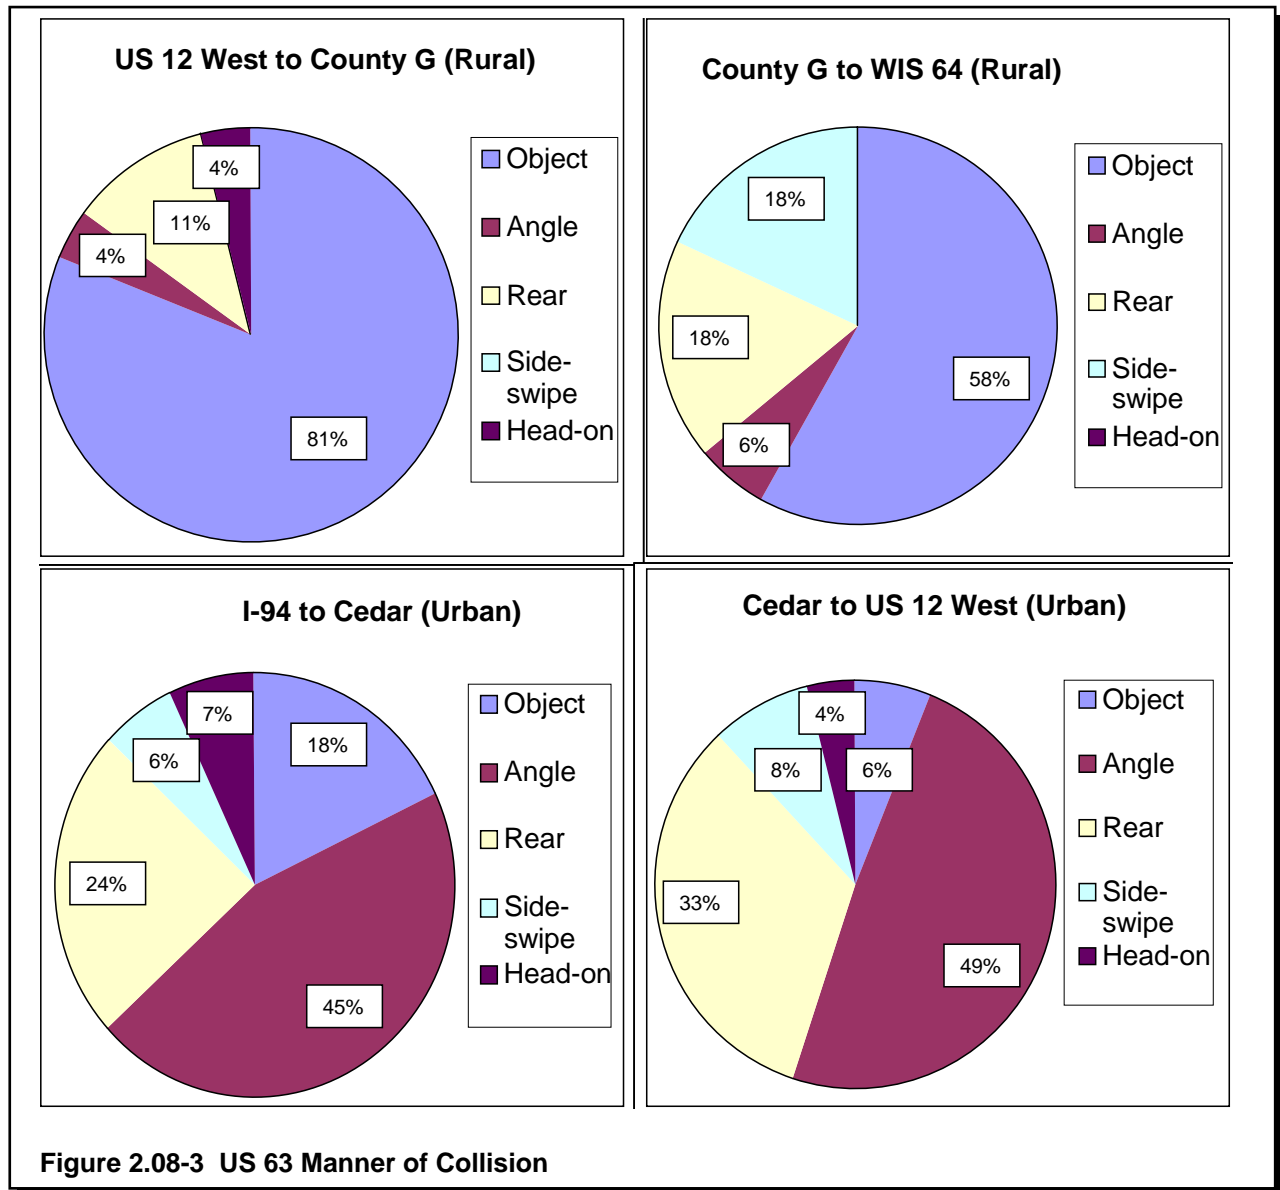 US 12 West to County G (Rural)
4%
11%
4%
81%
Object
Angle
Rear
Side-
swipe
Head-on
County G to WIS 64 (Rural)
18%
18%
58%
6%
Object
Angle
Rear
Side-
swipe
Head-on
I-94 to Cedar (Urban)
7%
18%
6%
24%
45%
Object
Angle
Rear
Side-
swipe
Head-on
Cedar to US 12 West (Urban)
4%
8%
6%
33%
49%
Object
Angle
Rear
Side-
swipe
Head-on
Figure 2.08-3 US 63 Manner of Collision